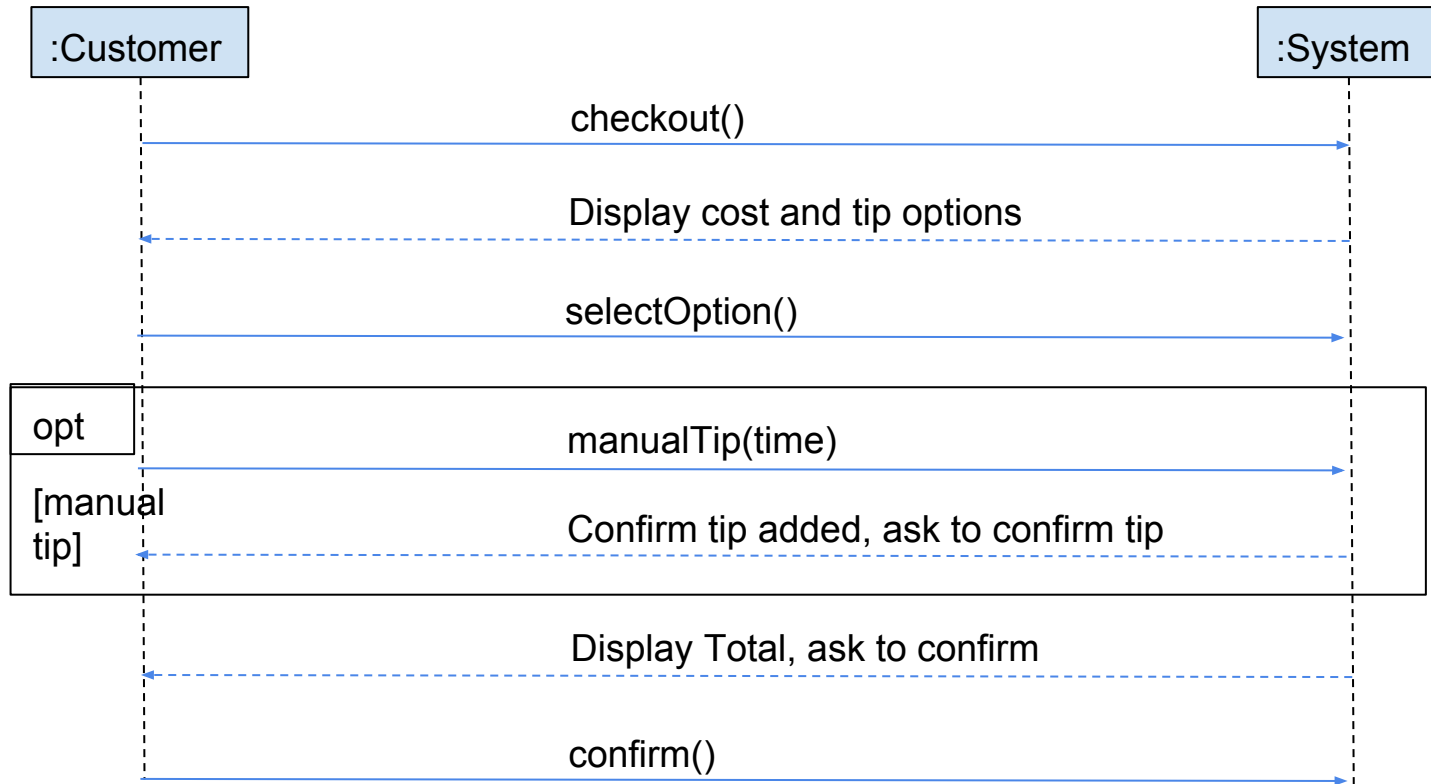 :Customer
:System
checkout()
Display cost and tip options
selectOption()
opt
manualTip(time)
[manual
tip]
Confirm tip added, ask to confirm tip
Display Total, ask to confirm
confirm()